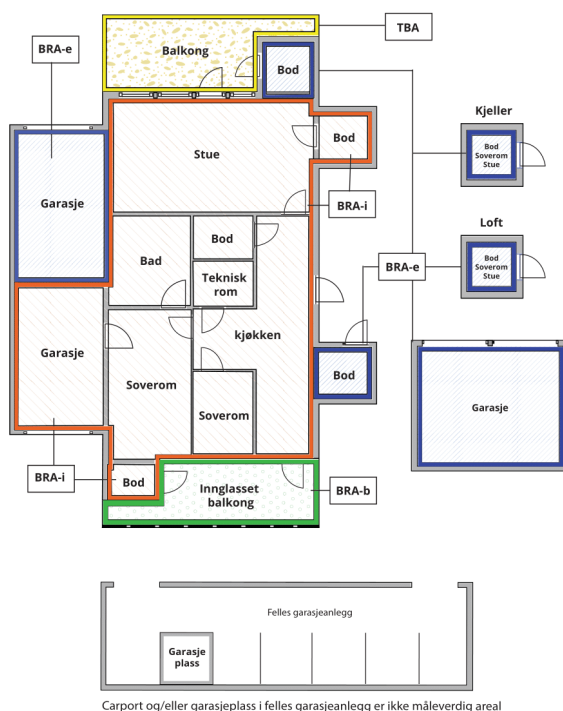 TBA
BRA-e
Balkong
Bod
Kjeller
Stue
Bod
Bod
Soverom
Stue
Garasje
BRA-i
Loft
Bad
Bod
BRA-e
Bod
Soverom
Stue
Teknisk
rom
kjøkken
Garasje
Soverom
Bod
Garasje
Soverom
BRA-i
Bod
Innglasset
balkong
BRA-b
Felles garasjeanlegg
Garasje
plass
Carport og/eller garasjeplass i felles garasjeanlegg er ikke måleverdig areal